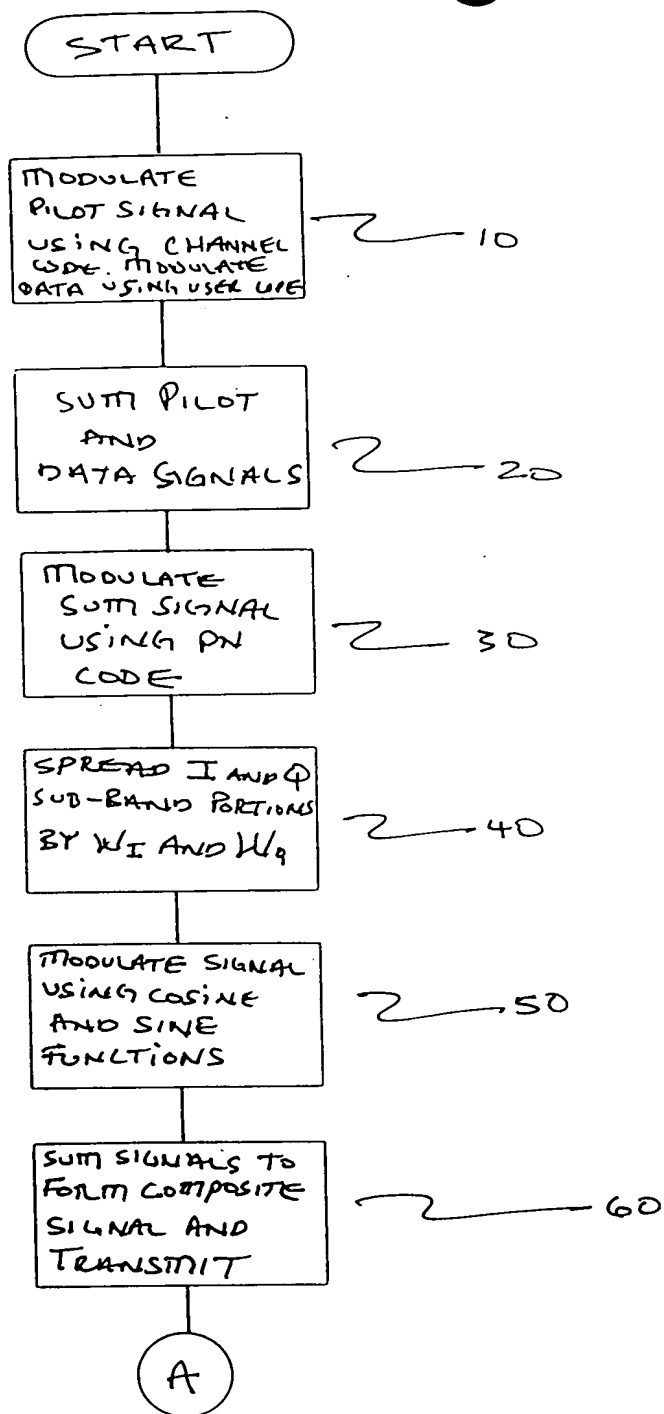 START
MODULATE
PILOT SIGNAL
USING CHANNEL
CODE. MODULATE
DATA USING USER CODE
10
SUM PILOT
AND
DATA SIGNALS
20
MODULATE
SUM SIGNAL
USING PN
CODE
30
SPREAD I AND Q
SUB-BAND PORTIONS
BY WI AND WQ
40
MODULATE SIGNAL
USING COSINE
AND SINE
FUNCTIONS
50
SUM SIGNALS TO
FORM COMPOSITE
SIGNAL AND
TRANSMIT
60
A